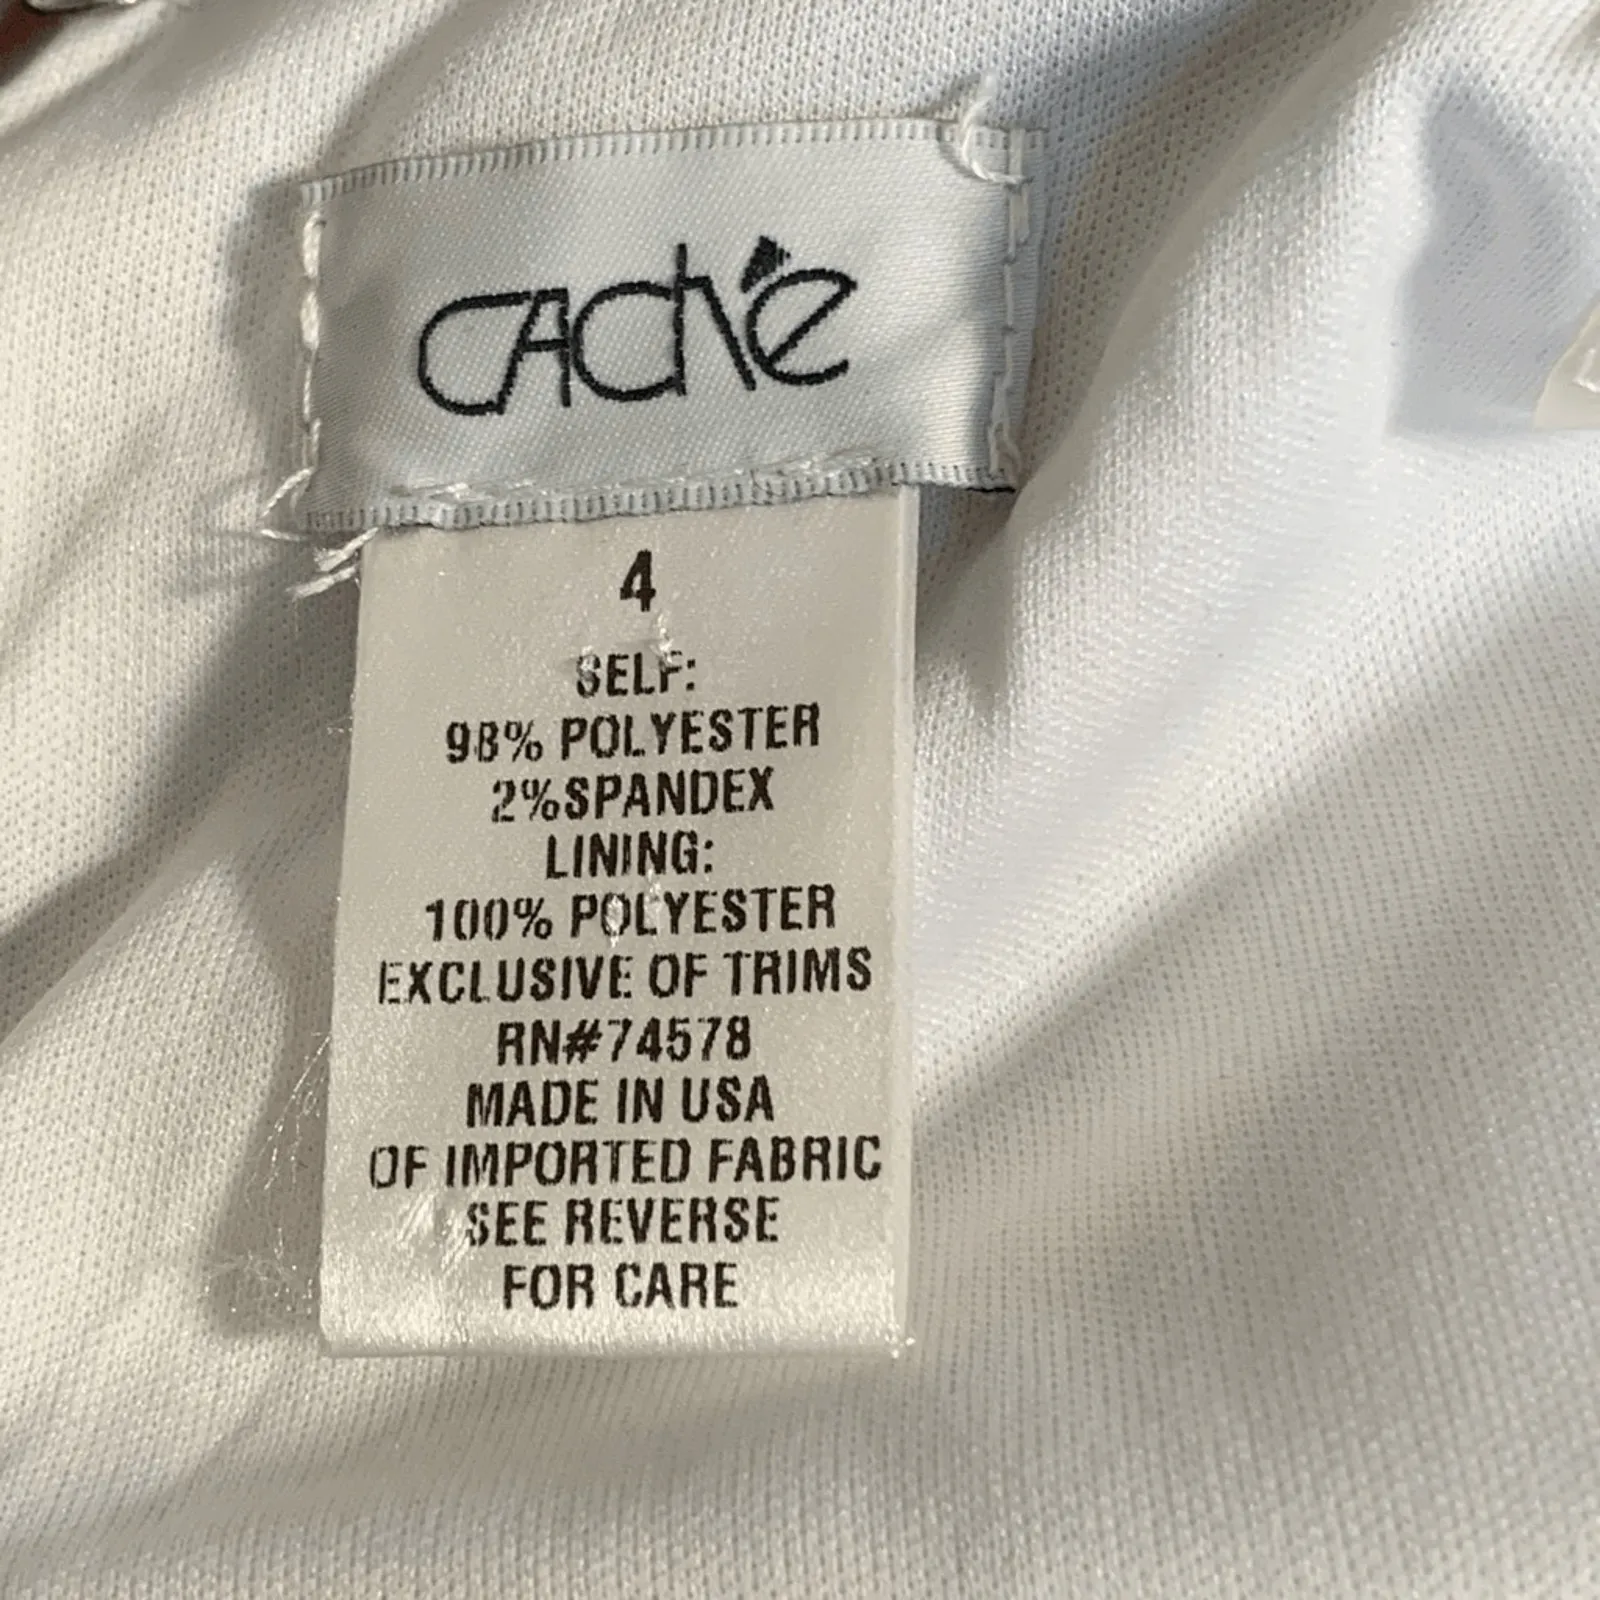 CACHé
4
SELF:
98% POLYESTER
2%SPANDEX
LINING:
100% POLYESTER
EXCLUSIVE OF TRIMS
RN#74578
MADE IN USA
OF IMPORTED FABRIC
SEE REVERSE
FOR CARE